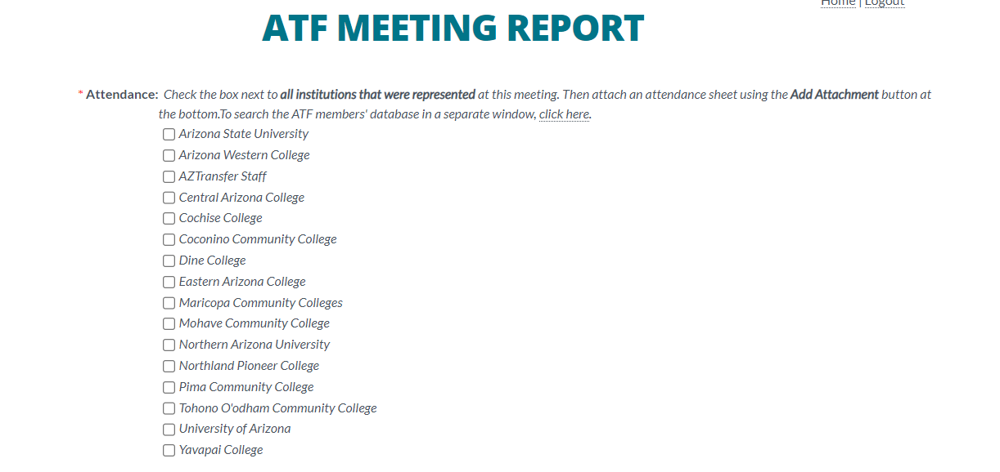 Home | Logout
ATF MEETING REPORT
* Attendance: Check the box next to all institutions that were represented at this meeting. Then attach an attendance sheet using the Add Attachment button at
the bottom.To search the ATF members' database in a separate window, click here.
Arizona State University
Arizona Western College
AZTransfer Staff
Central Arizona College
Cochise College
Coconino Community College
Dine College
Eastern Arizona College
Maricopa Community Colleges
Mohave Community College
Northern Arizona University
Northland Pioneer College
Pima Community College
Tohono O'odham Community College
University of Arizona
Yavapai College